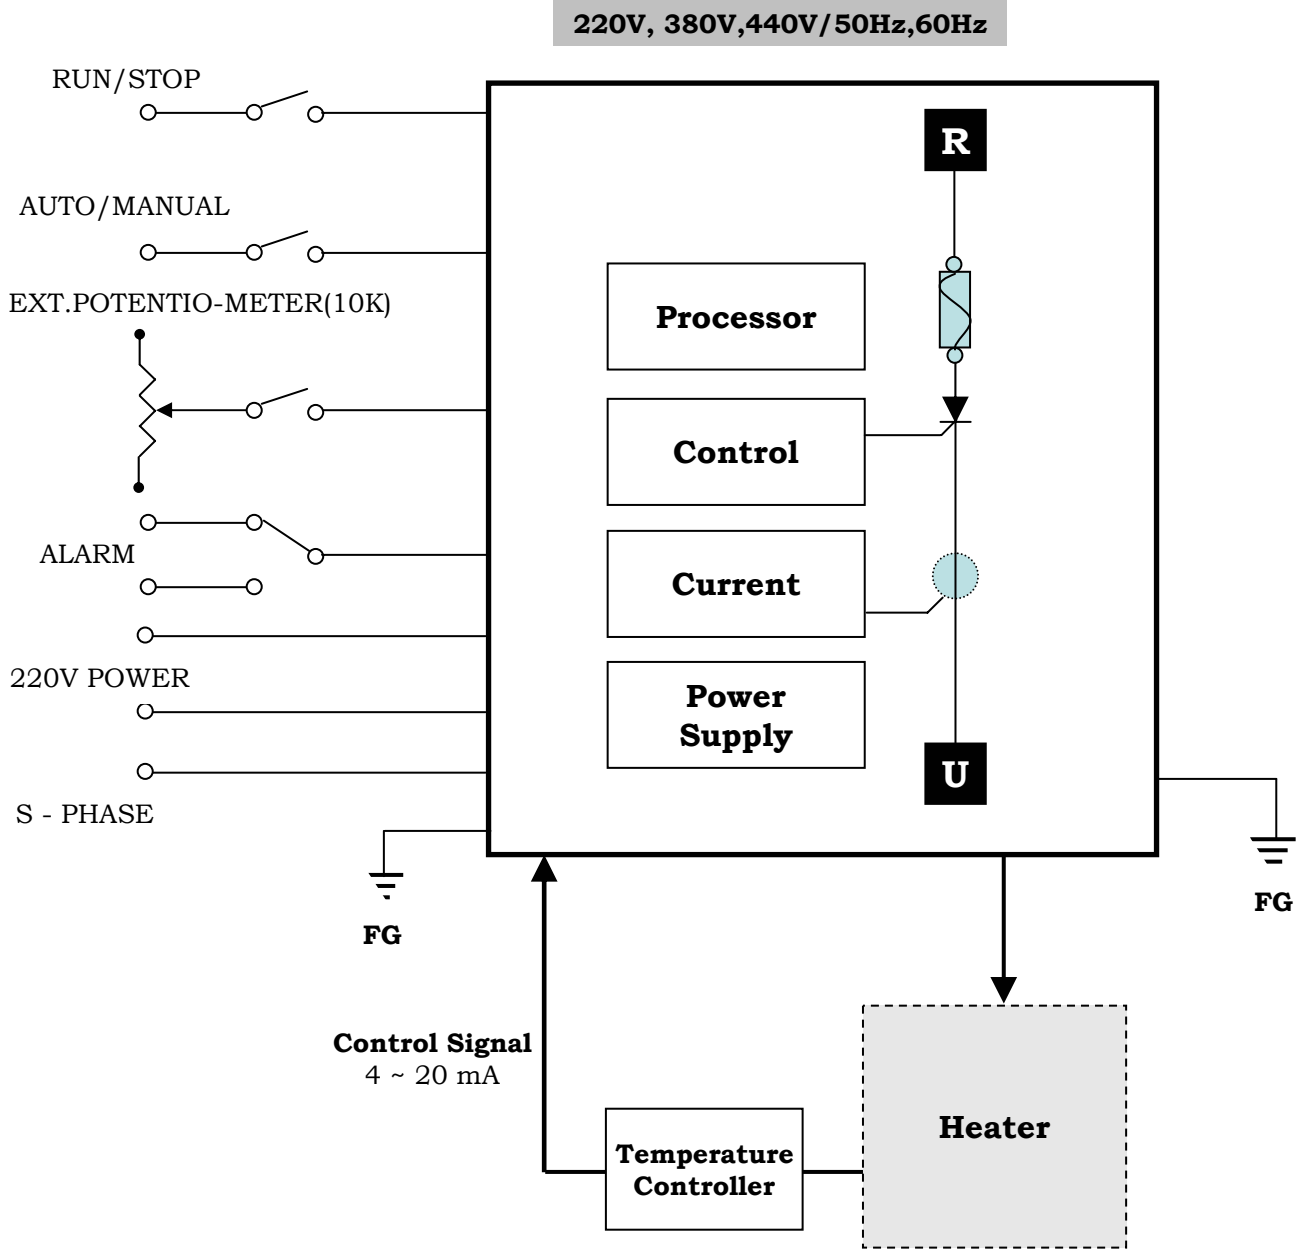 220V, 380V,440V/50Hz,60Hz
RUN/STOP
R
AUTO/MANUAL
EXT.POTENTIO-METER(10K)
Processor
Control
ALARM
Current
220V POWER
Power
Supply
U
S - PHASE
FG
FG
Control Signal
4 ~ 20 mA
Heater
Temperature
Controller